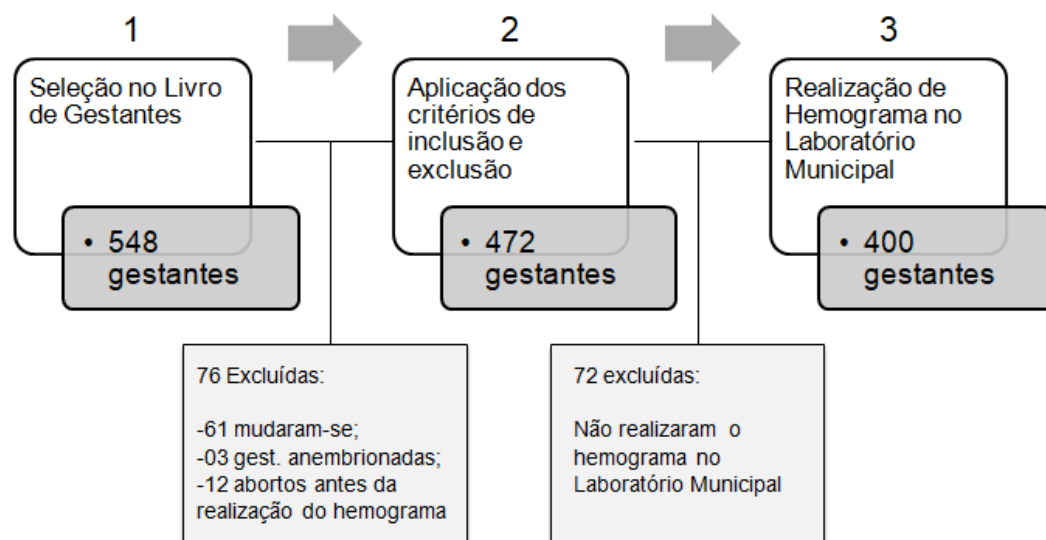 1
2
3
Seleção no Livro
de Gestantes
• 548
gestantes
Aplicação dos
critérios de
inclusão e
exclusão
• 472
gestantes
Realização de
Hemograma no
Laboratório
Municipal
• 400
gestantes
76 Excluídas:
-61 mudaram-se;
-03 gest. anembrionadas;
-12 abortos antes da
realização do hemograma
72 excluídas:
Não realizaram o
hemograma no
Laboratório Municipal